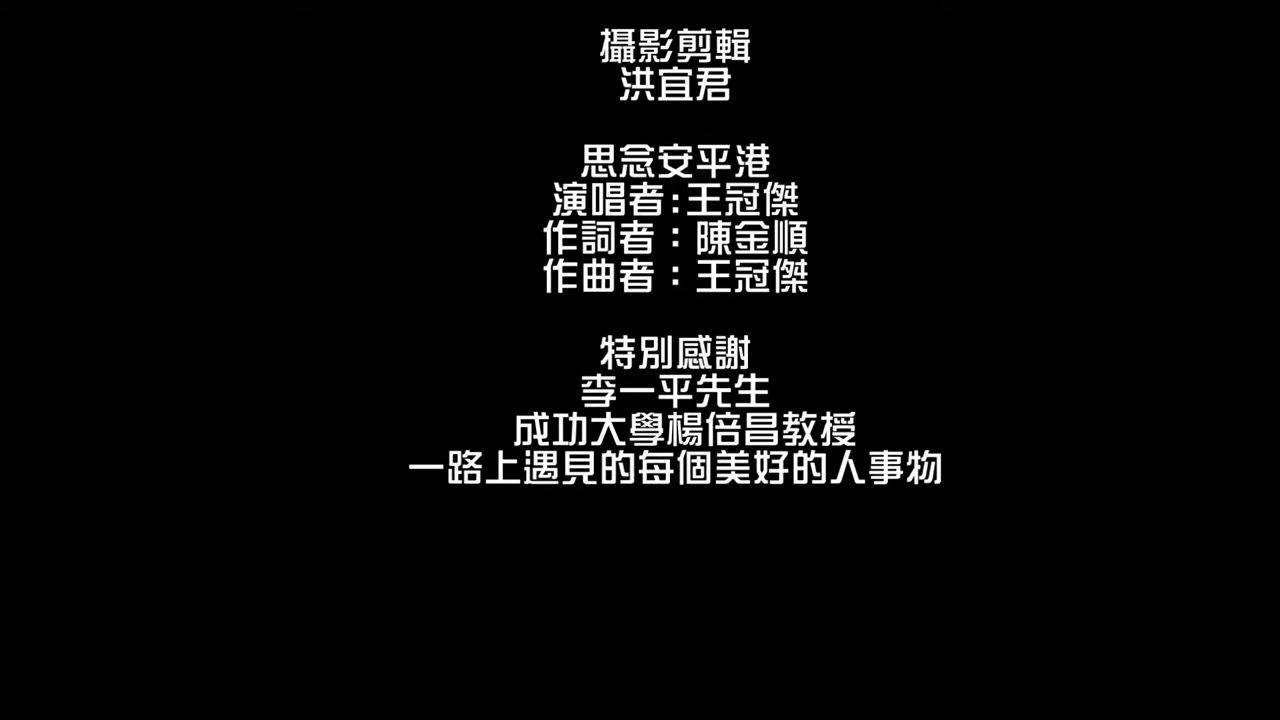 攝影剪輯
洪宜君
思念安平港
演唱者:王冠傑
作詞者：陳金順
作曲者：王冠傑
特別感謝
李一平先生
成功大學楊倍昌教授
一路上遇見的每個美好的人事物